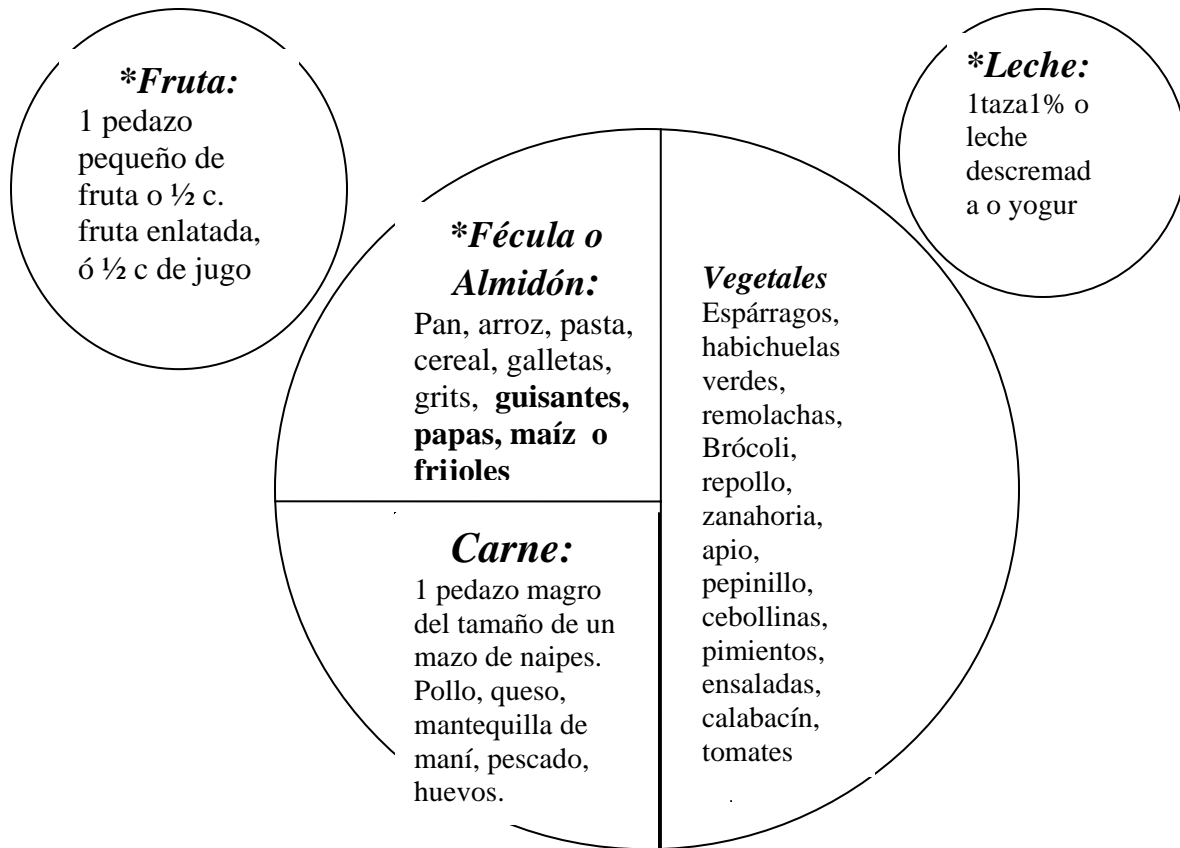 *Fruta:
1 pedazo
pequeño de
fruta o ½ c.
fruta enlatada,
ó ½ c de jugo
*Leche:
1taza1% o
leche
descremad
a o yogur
*Fécula o
Almidón:
Pan, arroz, pasta,
cereal, galletas,
grits, guisantes,
papas, maíz o
frijoles
Vegetales
Espárragos,
habichuelas
verdes,
remolachas,
Brócoli,
repollo,
zanahoria,
apio,
pepinillo,
cebollinas,
pimientos,
ensaladas,
calabacín,
tomates
.
Carne:
1 pedazo magro
del tamaño de un
mazo de naipes.
Pollo, queso,
mantequilla de
maní, pescado,
huevos.